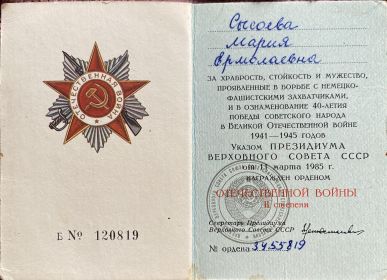 ОТЕЧЕСТВЕННАЯ ВОЙНА
Б № 120819
Сысоева
Мария
Ермолаевна
ЗА ХРАБРОСТЬ, СТОЙКОСТЬ И МУЖЕСТВО,
ПРОЯВЛЕННЫЕ В БОРЬБЕ С НЕМЕЦКО-
ФАШИСТСКИМИ ЗАХВАТЧИКАМИ,
И В ОЗНАМЕНОВАНИЕ 40-ЛЕТИЯ
ПОБЕДЫ СОВЕТСКОГО НАРОДА
В ВЕЛИКОЙ ОТЕЧЕСТВЕННОЙ ВОЙНЕ
1941—1945 ГОДОВ
УКАЗОМ ПРЕЗИДИУМА
ВЕРХОВНОГО СОВЕТА СССР
от 11 марта 1985 г.
НАГРАЖДЕН ОРДЕНОМ
ОТЕЧЕСТВЕННОЙ ВОЙНЫ
II степени
Секретарь Президиума
Верховного Совета СССР
№ ордена 3455819